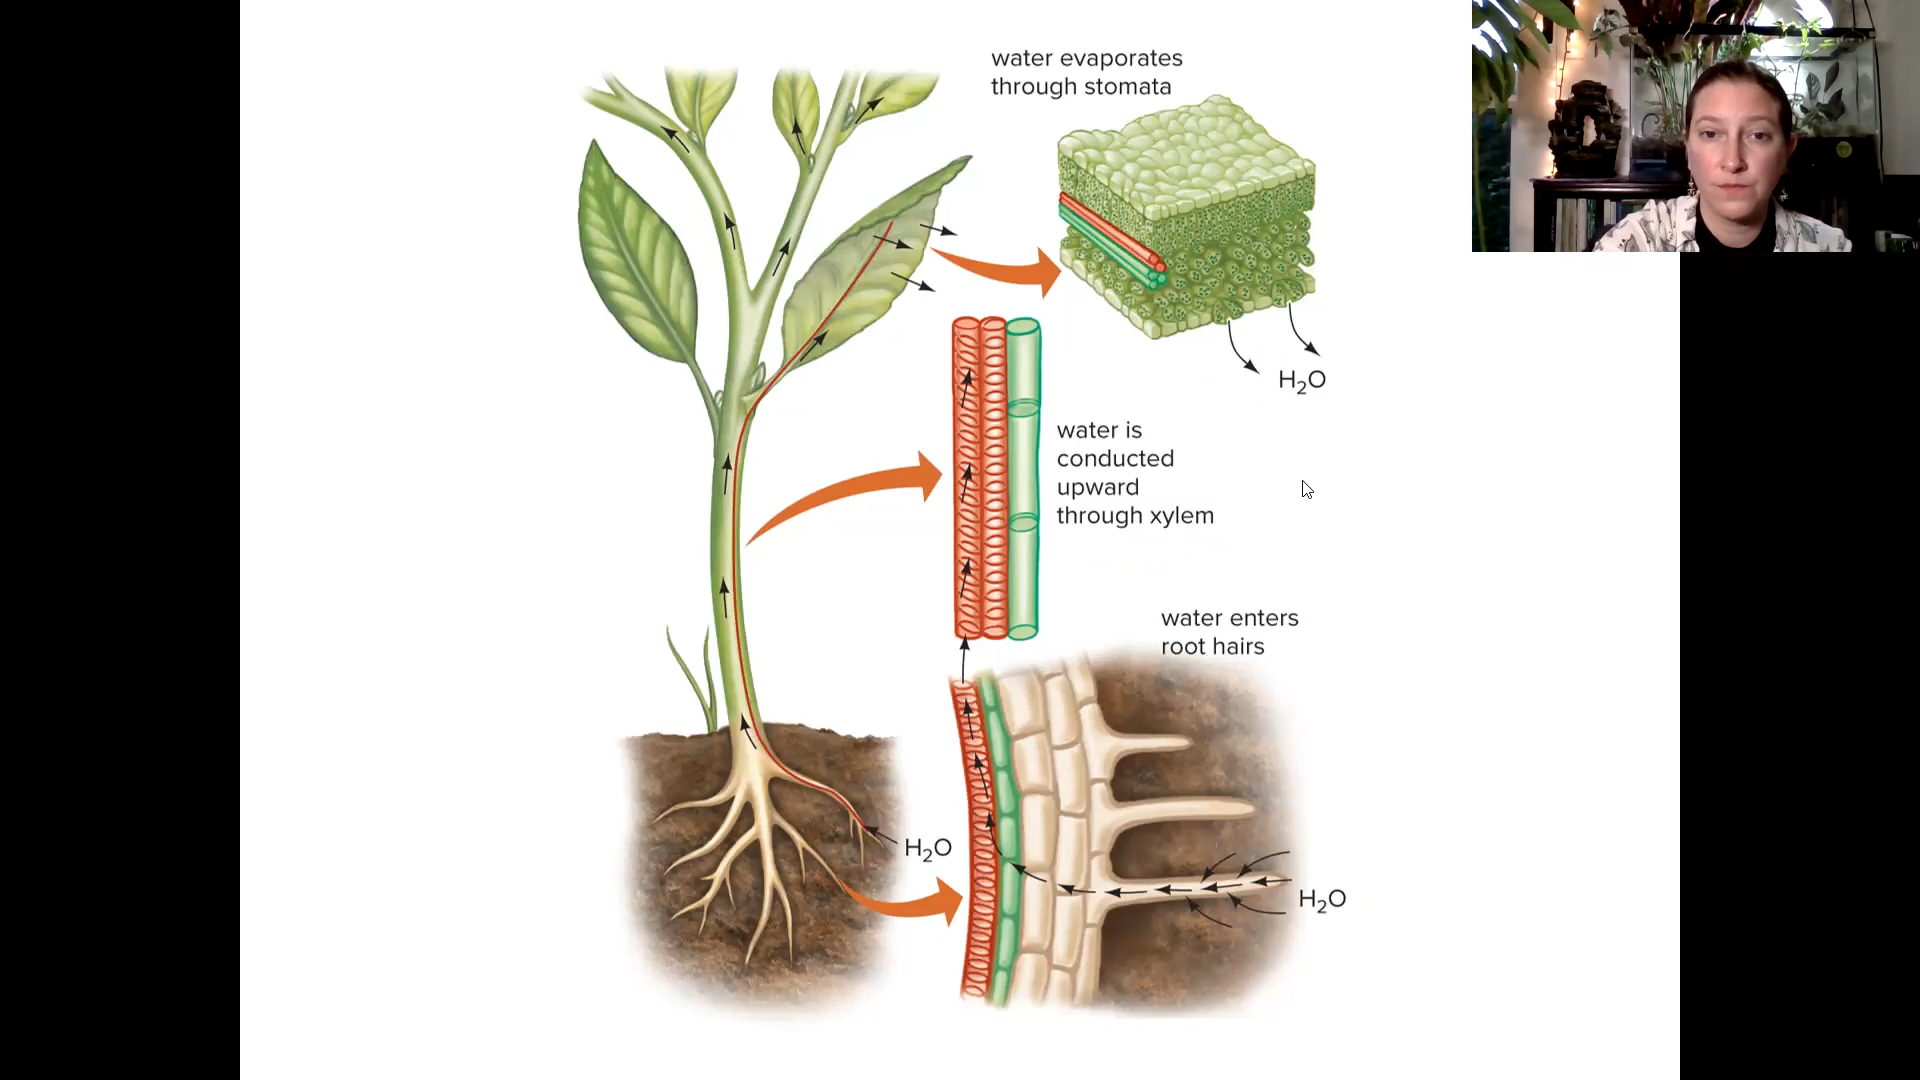 water evaporates
through stomata
H₂O
water is
conducted
upward
through xylem
water enters
root hairs
H₂O
H₂O